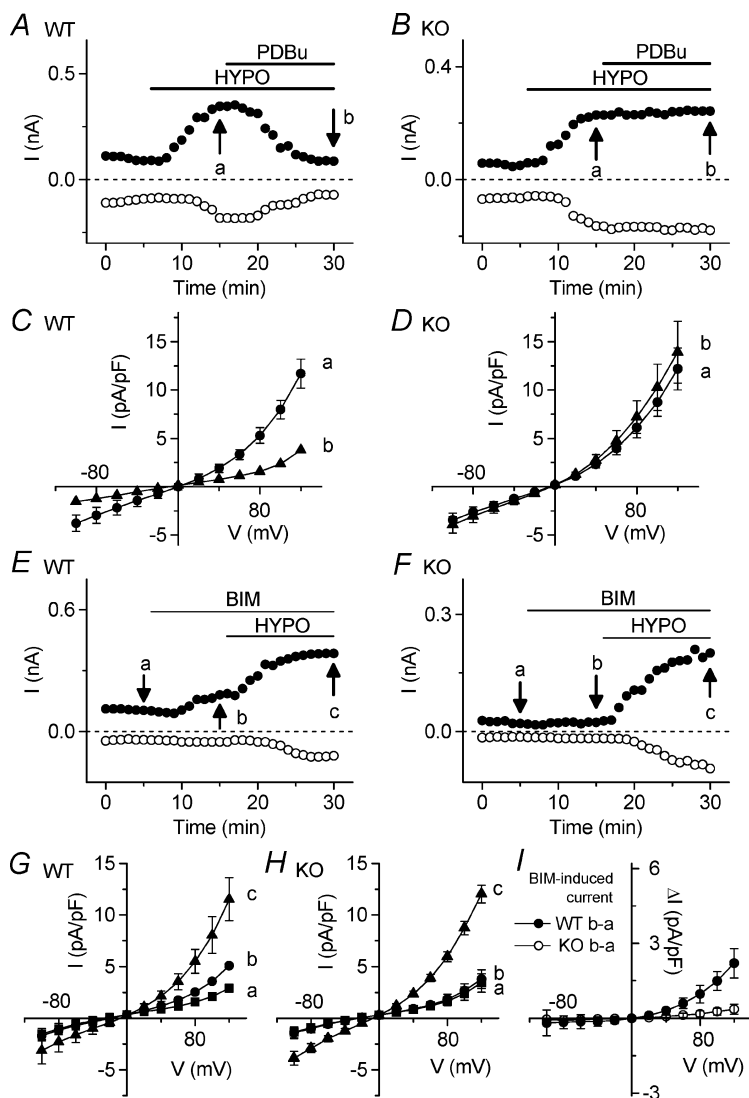 A WT
PDBu
HYPO
0.5
I (nA)
0.0
a
b
0 10 20 30
Time (min)
B KO
PDBu
HYPO
0.4
I (nA)
0.0
a
b
0 10 20 30
Time (min)
C WT
I (pA/pF)
15
10
5
-5
-80
80
V (mV)
a
b
D KO
I (pA/pF)
15
10
5
-5
-80
80
V (mV)
b
a
E WT
BIM
HYPO
0.6
I (nA)
0.0
a
b
c
0 10 20 30
Time (min)
F KO
BIM
HYPO
0.3
I (nA)
0.0
a
b
c
0 10 20 30
Time (min)
G WT
I (pA/pF)
15
10
5
-5
-80
80
V (mV)
c
b
a
H KO
I (pA/pF)
15
10
5
-5
-80
80
V (mV)
c
b
a
I
BIM-induced
current
WT b-a
KO b-a
ΔI (pA/pF)
6
3
-3
-80
80
V (mV)